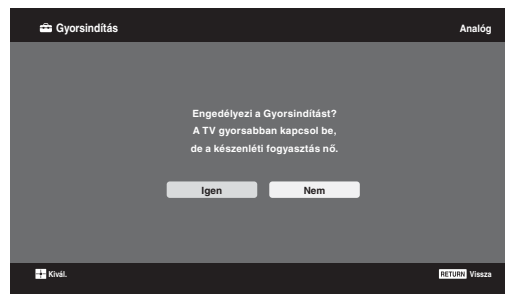 Gyorsindítás
Analóg
Engedélyezi a Gyorsindítást?
A TV gyorsabban kapcsol be,
de a készenléti fogyasztás nő.
Igen
Nem
Kivál.
RETURN Vissza